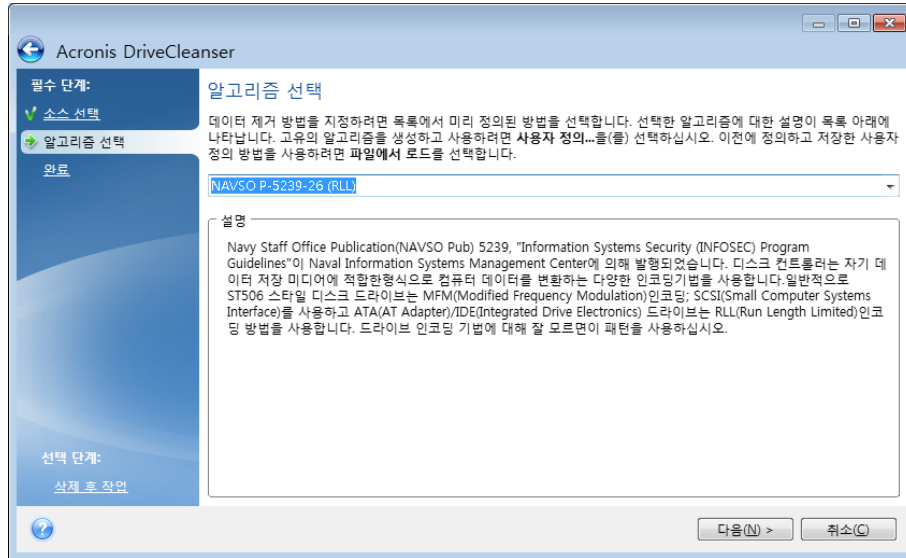 Acronis DriveCleanser
필수 단계:
소스 선택
알고리즘 선택
완료
선택 단계:
삭제 후 작업
알고리즘 선택
데이터 제거 방법을 지정하려면 목록에서 미리 정의된 방법을 선택합니다. 선택한 알고리즘에 대한 설명이 목록 아래에
나타납니다. 고유의 알고리즘을 생성하고 사용하려면 사용자 정의...을(를) 선택하십시오. 이전에 정의하고 저장한 사용자
정의 방법을 사용하려면 파일에서 로드를 선택합니다.
NAVSO P-5239-26 (RLL)
설명
Navy Staff Office Publication(NAVSO Pub) 5239, "Information Systems Security (INFOSEC) Program
Guidelines"이 Naval Information Systems Management Center에 의해 발행되었습니다. 디스크 컨트롤러는 자기 데
이터 저장 미디어에 적합한형식으로 컴퓨터 데이터를 변환하는 다양한 인코딩기법을 사용합니다.일반적으로
ST506 스타일 디스크 드라이브는 MFM(Modified Frequency Modulation)인코딩; SCSI(Small Computer Systems
Interface)를 사용하고 ATA(AT Adapter)/IDE(Integrated Drive Electronics) 드라이브는 RLL(Run Length Limited)인코
딩 방법을 사용합니다. 드라이브 인코딩 기법에 대해 잘 모르면이 패턴을 사용하십시오.
다음(N) >
취소(C)